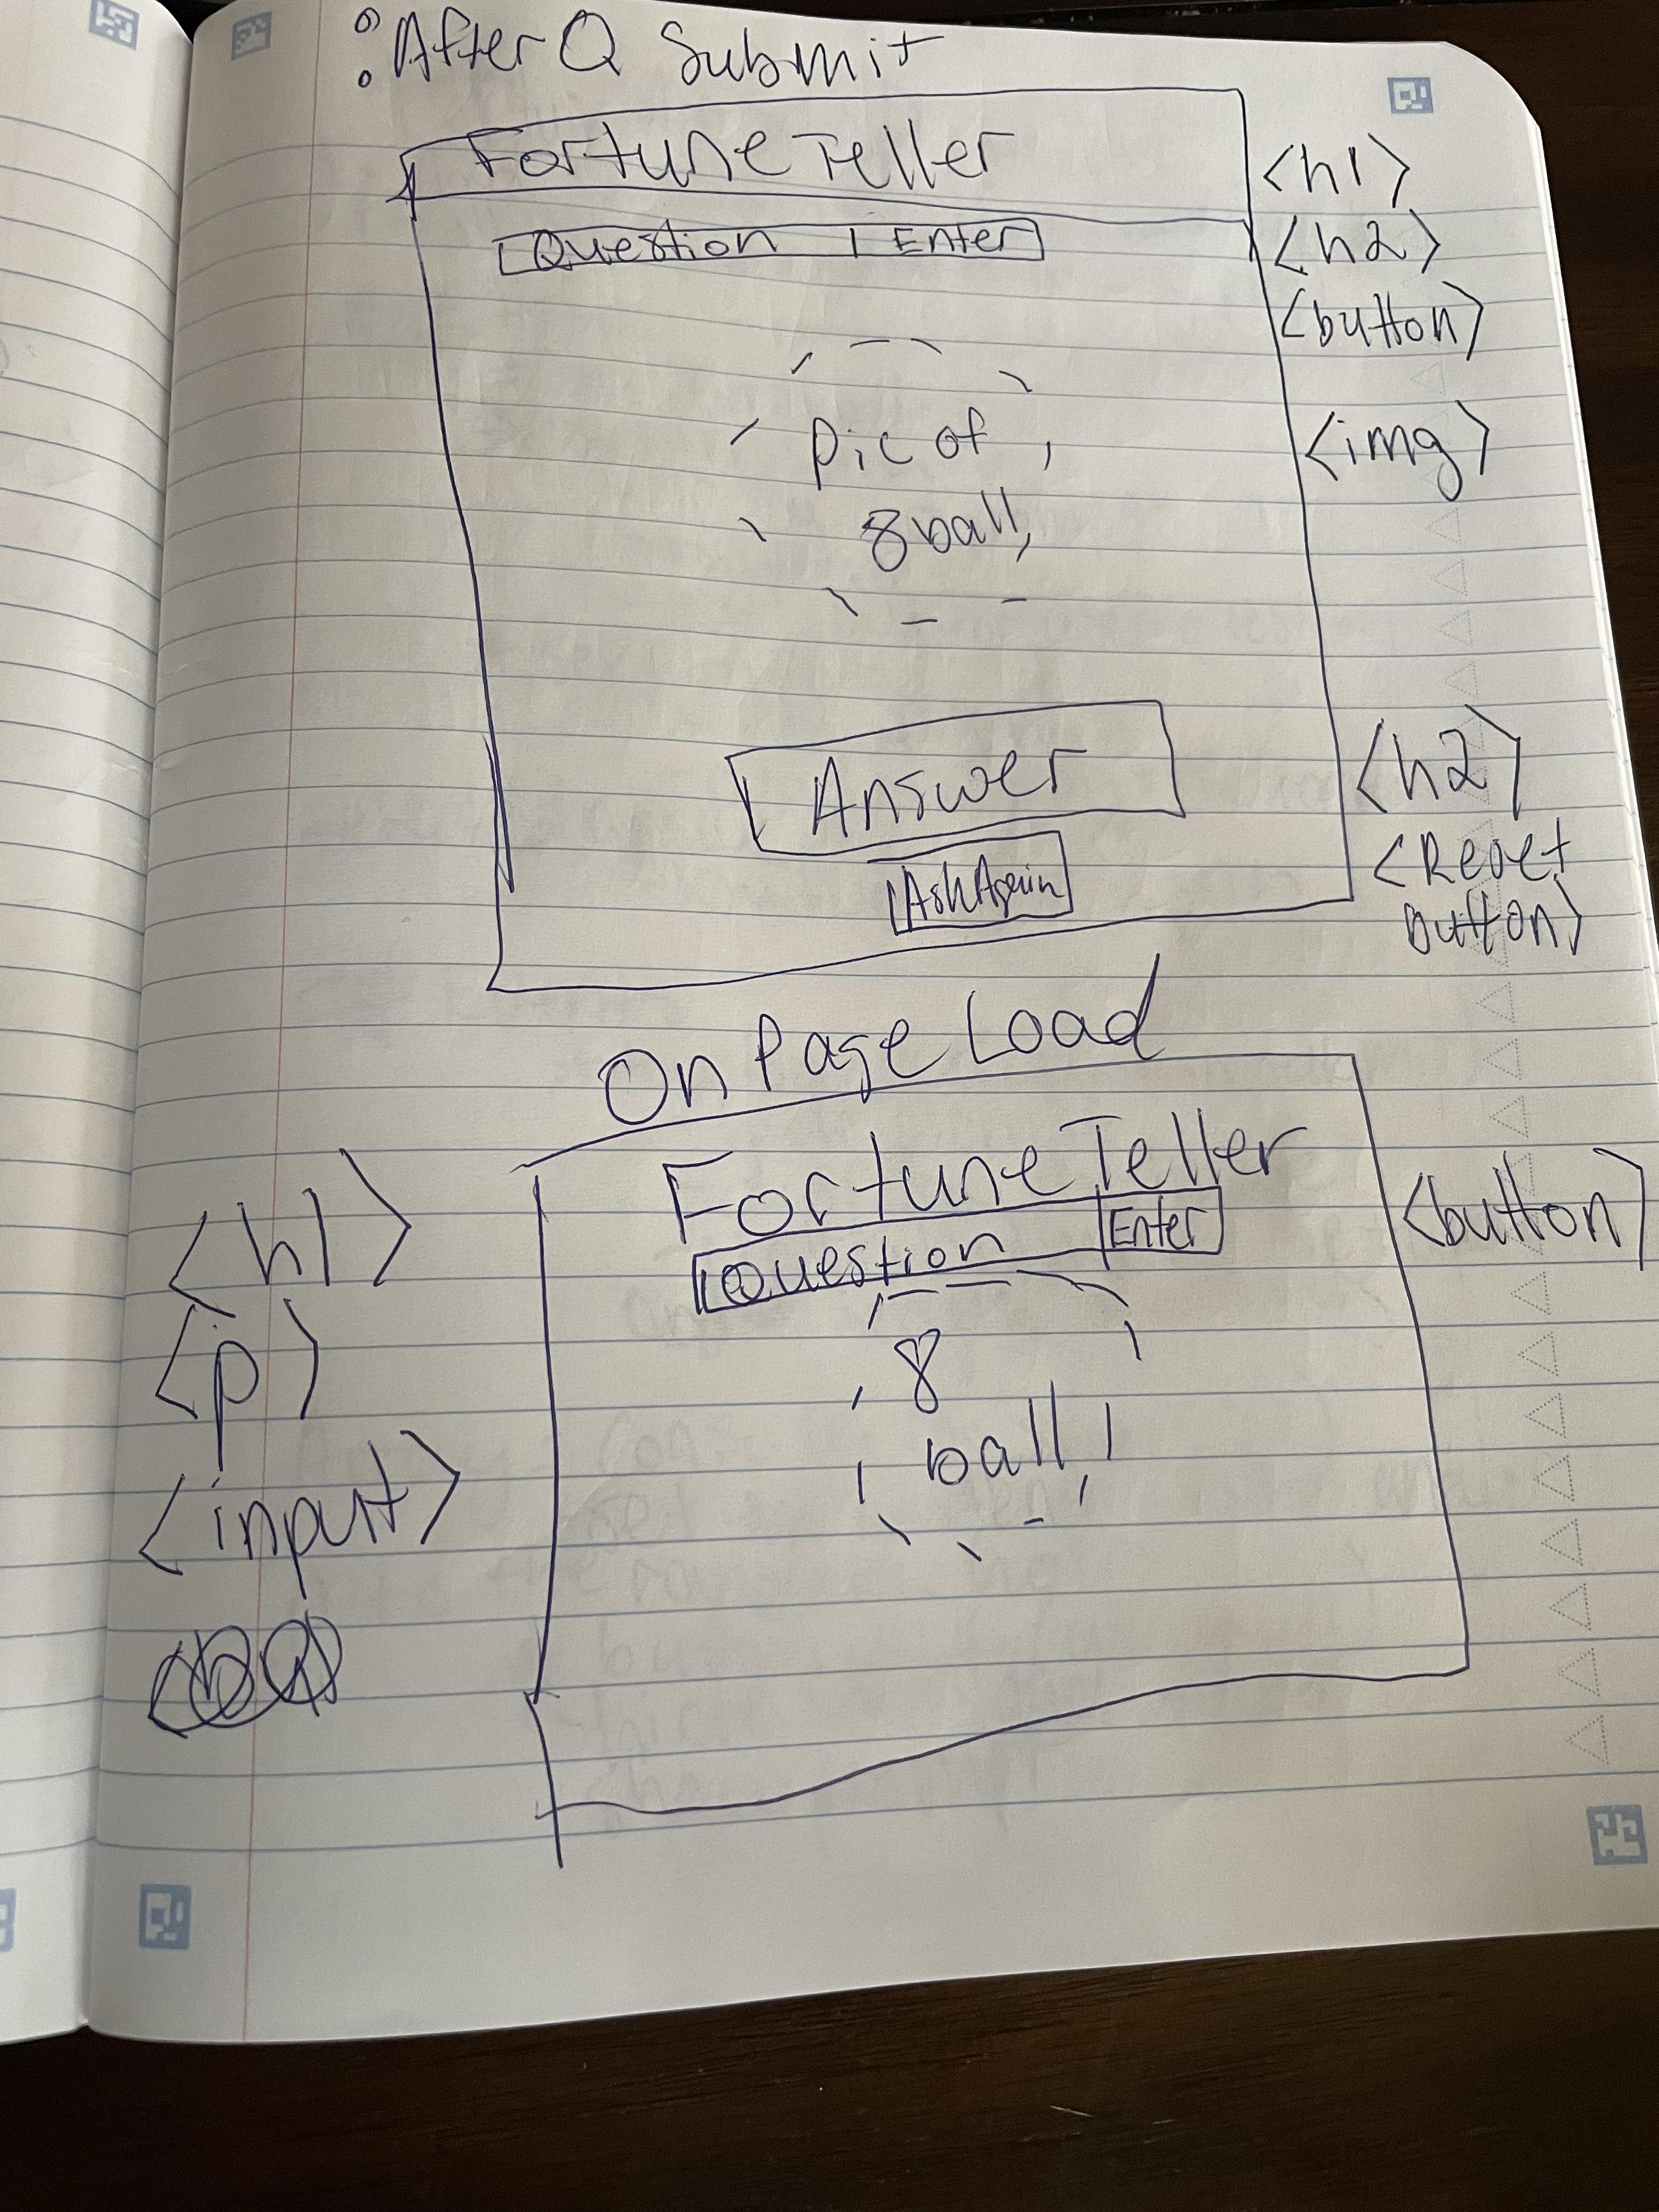 : After Q Submit
Fortune Teller
<h1>
Question | Enter
<h2>
<button>
pic of
8 ball
<img>
Answer
<h2>
Ask Again
<Reset
button>
On Page Load
Fortune Teller
<h1>
Question | Enter
<button>
<p>
8
ball
<input>